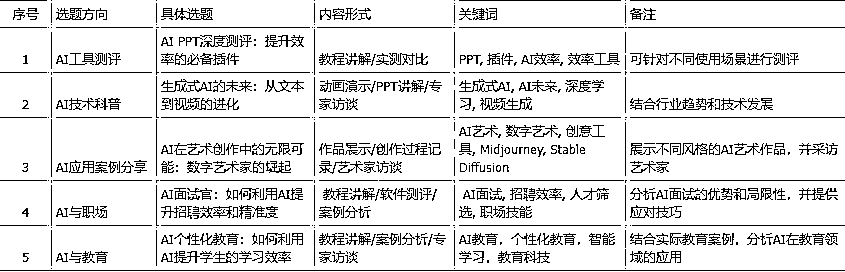 序号 选题方向 具体选题 内容形式 关键词 备注
1 AI工具测评 AI PPT深度测评：提升效率的必备插件 教程讲解/实测对比 PPT, 插件, AI效率, 效率工具 可针对不同使用场景进行测评
2 AI技术科普 生成式AI的未来：从文本到视频的进化 动画演示/PPT讲解/专家访谈 生成式AI, AI未来, 深度学习, 视频生成 结合行业趋势和技术发展
3 AI应用案例分享 AI在艺术创作中的无限可能：数字艺术家的崛起 作品展示/创作过程记录/艺术家访谈 AI艺术, 数字艺术, 创意工具, Midjourney, Stable Diffusion 展示不同风格的AI艺术作品，并采访艺术家
4 AI与职场 AI面试官：如何利用AI提升招聘效率和精准度 教程讲解/软件测评/案例分析 AI面试, 招聘效率, 人才筛选, 职场技能 分析AI面试的优势和局限性，并提供应对技巧
5 AI与教育 AI个性化教育：如何利用AI提升学生的学习效率 教程讲解/案例分析/专家访谈 AI教育，个性化教育，智能学习，教育科技 结合实际教育案例，分析AI在教育领域的应用